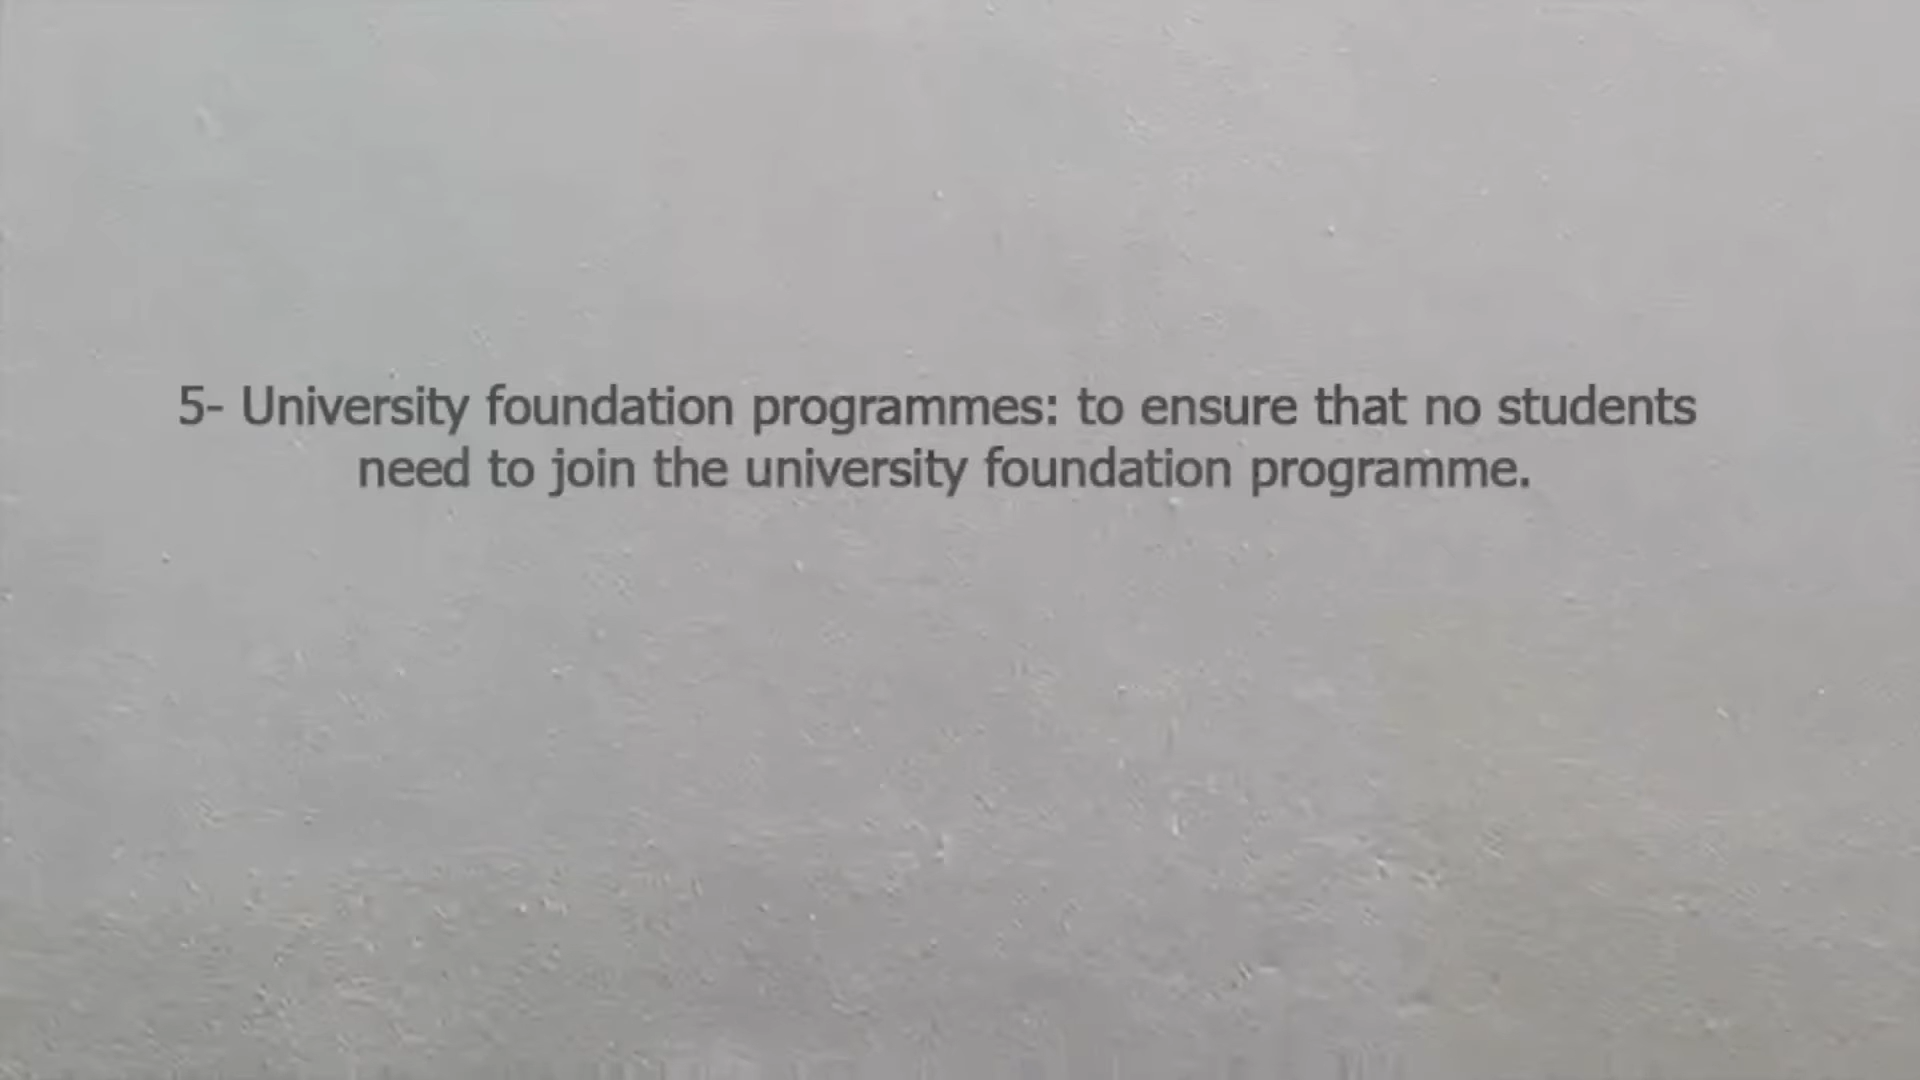 5- University foundation programmes: to ensure that no students
need to join the university foundation programme.